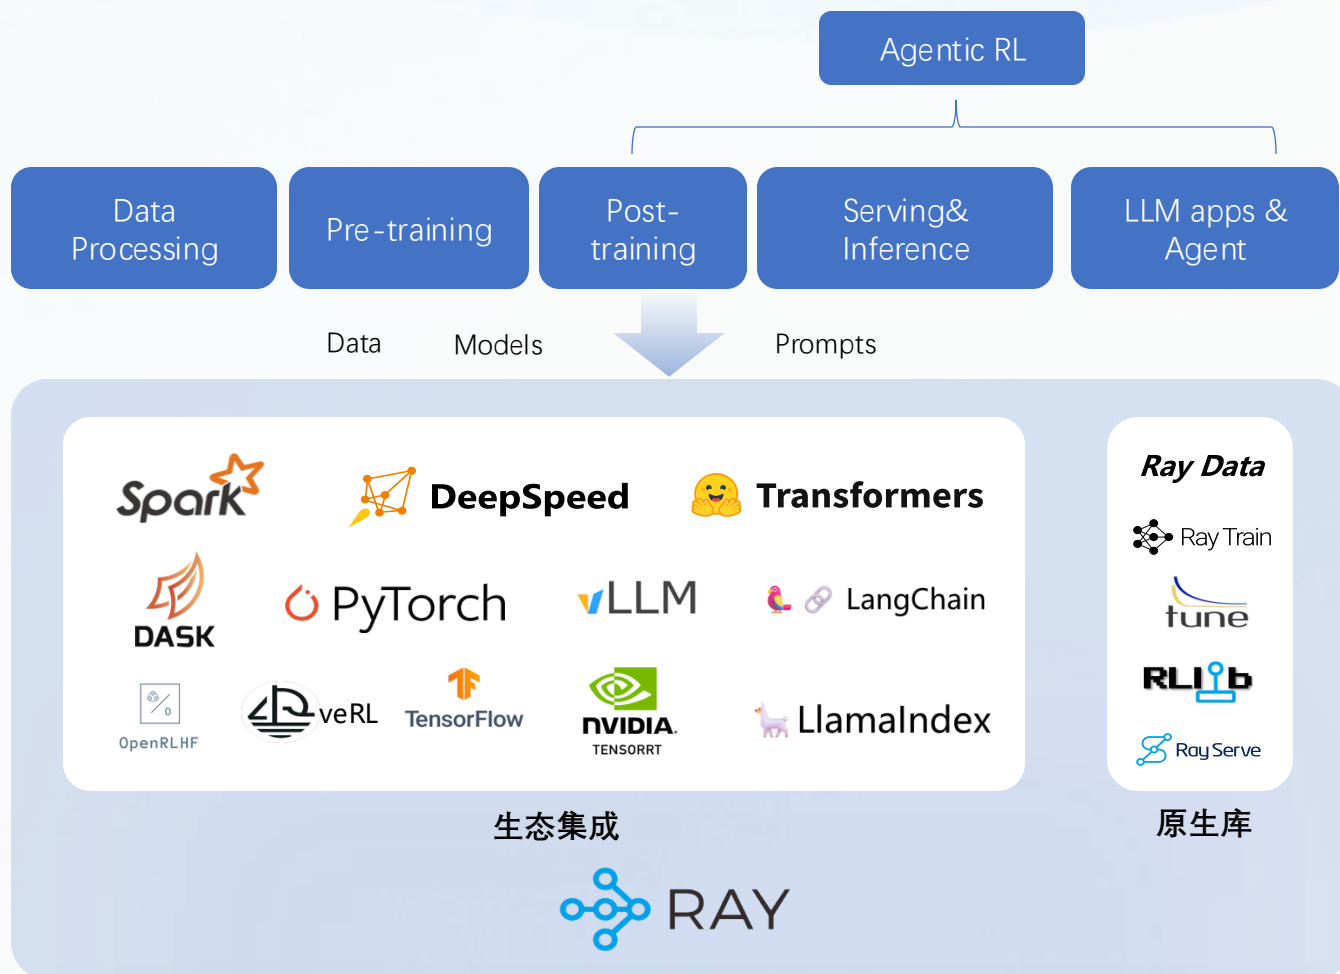 Agentic RL
Data
Processing
Pre-training
Post-
training
Serving&
Inference
LLM apps &
Agent
Data
Models
Prompts
Spark
DeepSpeed
Transformers
DASK
PyTorch
vLLM
LangChain
OpenRLHF
veRL
TensorFlow
NVIDIA.
TENSORRT
LlamaIndex
生态集成
Ray Data
Ray Train
tune
RLlib
Ray Serve
原生库
RAY